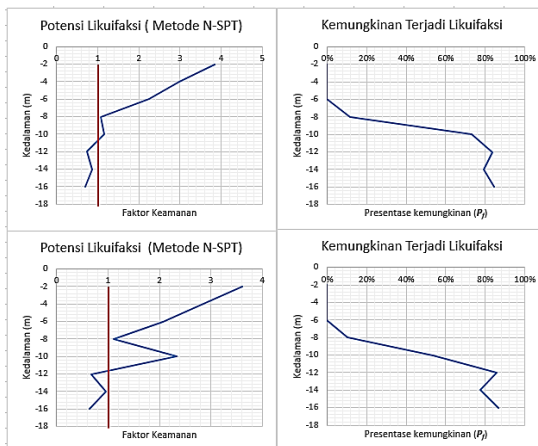 Potensi Likuifaksi ( Metode N-SPT)
0 1 2 3 4 5
0
-2
-4
-6
-8
-10
-12
-14
-16
-18
Kedalaman (m)
Faktor Keamanan
Kemungkinan Terjadi Likuifaksi
0% 20% 40% 60% 80% 100%
0
-2
-4
-6
-8
-10
-12
-14
-16
-18
Kedalaman (m)
Presentase kemungkinan (Pf)
Potensi Likuifaksi (Metode N-SPT)
0 1 2 3 4
0
-2
-4
-6
-8
-10
-12
-14
-16
-18
Kedalaman (m)
Faktor Keamanan
Kemungkinan Terjadi Likuifaksi
0% 20% 40% 60% 80% 100%
0
-2
-4
-6
-8
-10
-12
-14
-16
-18
Kedalaman (m)
Presentase kemungkinan (Pf)